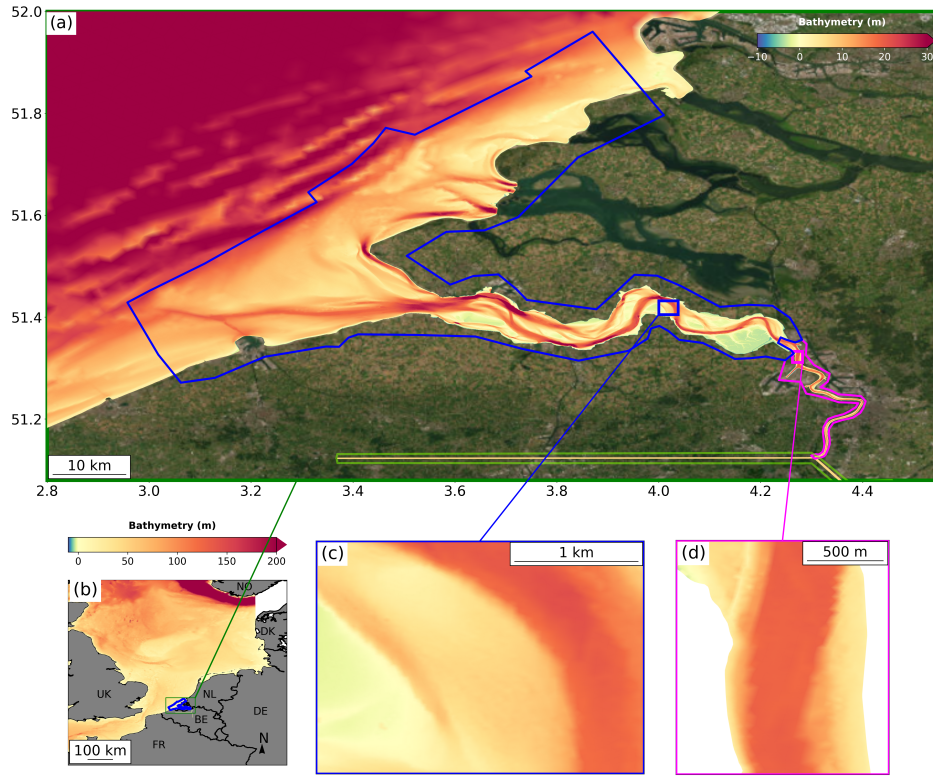 (a)
52.0
51.8
51.6
51.4
51.2
Bathymetry (m)
−10 0 10 20 30
10 km
2.8 3.0 3.2 3.4 3.6 3.8 4.0 4.2 4.4
Bathymetry (m)
0 50 100 150 200
(b)
NO
DK
UK
NL
BE
DE
FR
N
100 km
(c)
1 km
(d)
500 m